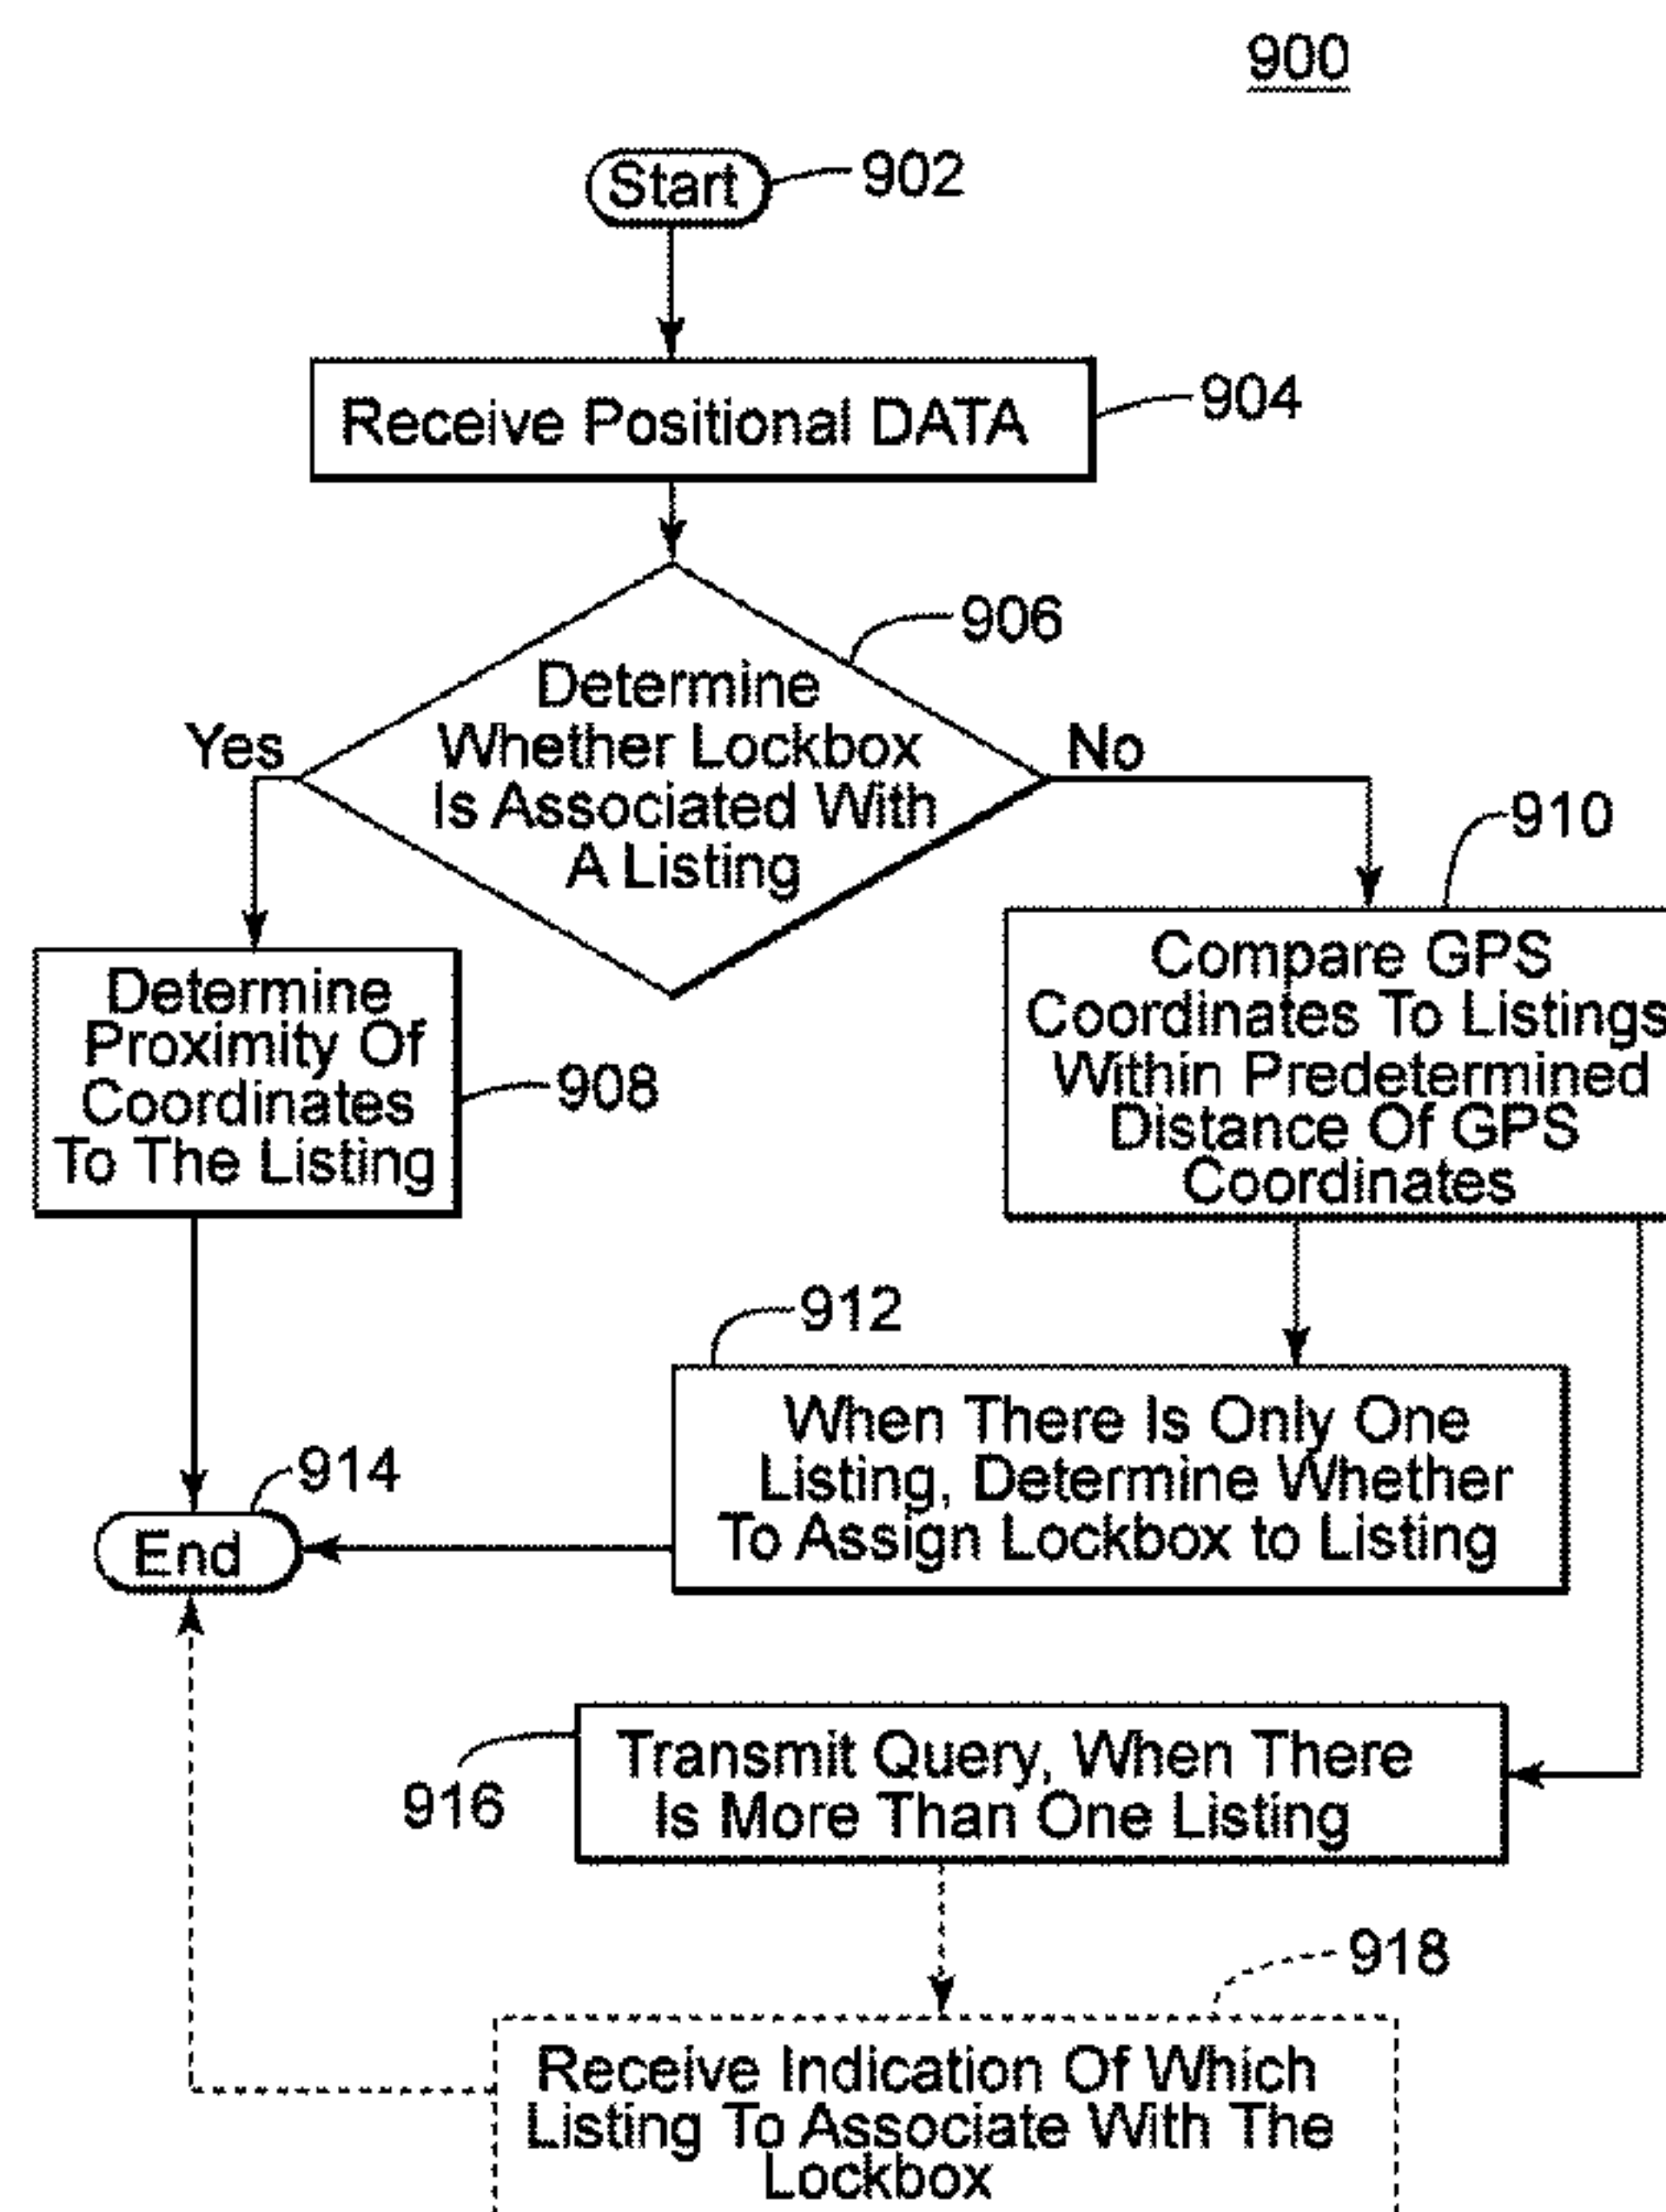 900
Start
902
Receive Positional DATA
904
906
Determine
Whether Lockbox
Is Associated With
A Listing
Yes
No
910
Determine
Proximity Of
Coordinates
To The Listing
908
Compare GPS
Coordinates To Listings
Within Predetermined
Distance Of GPS
Coordinates
912
When There Is Only One
Listing, Determine Whether
To Assign Lockbox to Listing
914
End
Transmit Query, When There
Is More Than One Listing
916
918
Receive Indication Of Which
Listing To Associate With The
Lockbox